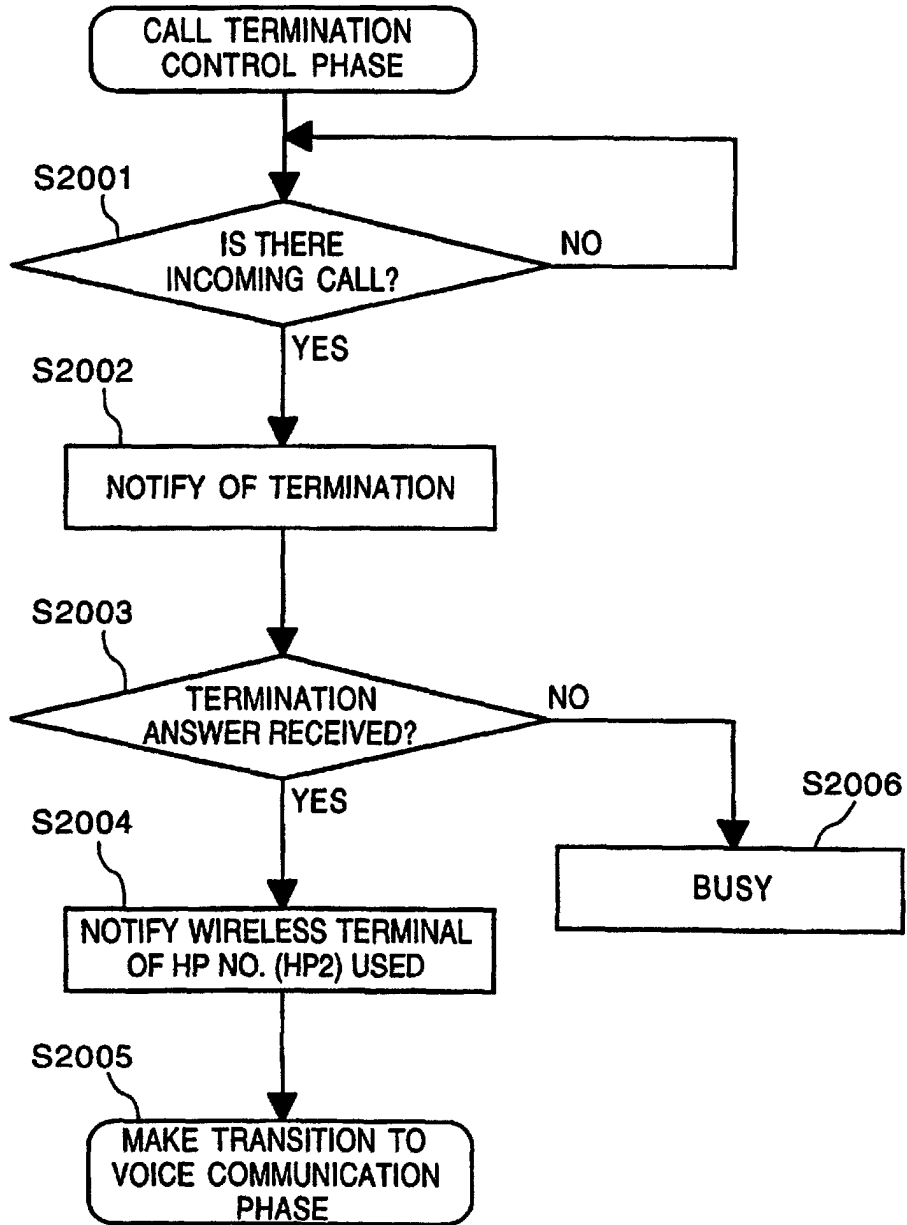 CALL TERMINATION
CONTROL PHASE
S2001
IS THERE
INCOMING CALL?
NO
YES
S2002
NOTIFY OF TERMINATION
S2003
TERMINATION
ANSWER RECEIVED?
NO
YES
S2006
BUSY
S2004
NOTIFY WIRELESS TERMINAL
OF HP NO. (HP2) USED
S2005
MAKE TRANSITION TO
VOICE COMMUNICATION
PHASE